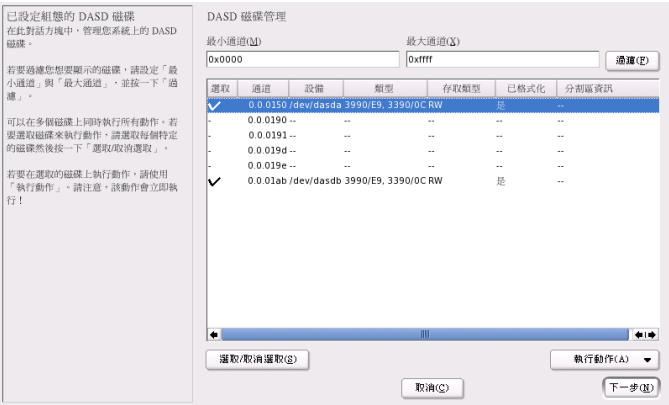 已設定組態的 DASD 磁碟
在此對話方塊中，管理您系統上的 DASD
磁碟。
若要過濾您想要顯示的磁碟，請設定「最
小通道」與「最大通道」，並按一下「過
濾」。
可以在多個磁碟上同時執行所有動作。若
要選取磁碟來執行動作，請選取每個特定
的磁碟然後按一下「選取/取消選取」。
若要在選取的磁碟上執行動作，請使用
「執行動作」。請注意，該動作會立即執
行！
DASD 磁碟管理
最小通道(M) 最大通道(X)
0x0000 0xffff 過濾(F)
選取 通道 設備 類型 存取類型 已格式化 分割區資訊
0.0.0150 /dev/dasda 3990/E9, 3390/0C RW 是 --
- 0.0.0190 -- -- -- -- --
- 0.0.0191 -- -- -- -- --
- 0.0.019d -- -- -- -- --
- 0.0.019e -- -- -- -- --
0.0.01ab /dev/dasdb 3990/E9, 3390/0C RW 是 --
選取/取消選取(S) 執行動作(A)
取消(C) 下一步(N)